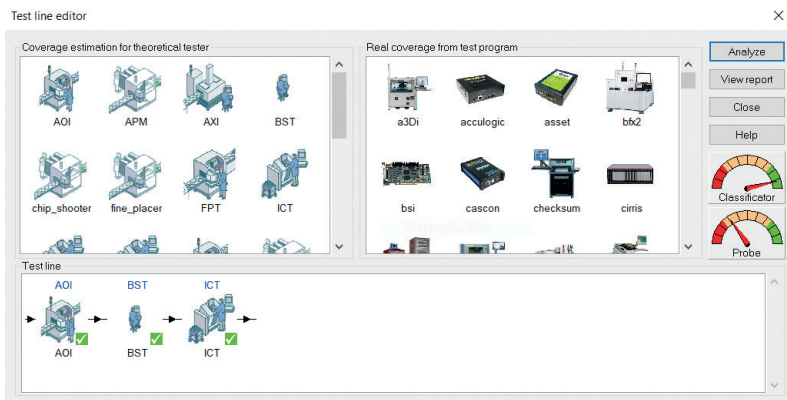 Test line editor
Coverage estimation for theoretical tester
Real coverage from test program
Analyze
View report
Close
Help
Classificator
Probe
AOI APM AXI BST
chip_shooter fine_placer FPT ICT
a3Di acculogic asset bfx2
bsi cascon checksum cirris
Test line
AOI BST ICT
AOI BST ICT